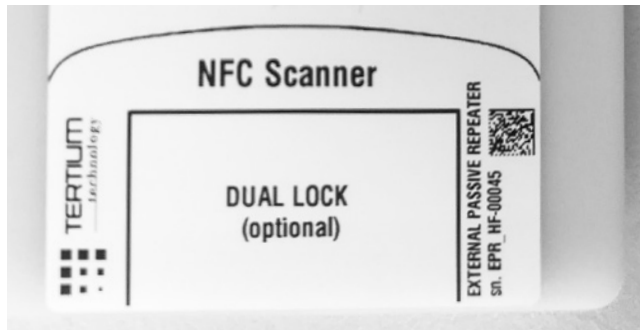 NFC Scanner
TERTIUM
technology
DUAL LOCK
(optional)
EXTERNAL PASSIVE REPEATER
sn. EPR_HF-00045